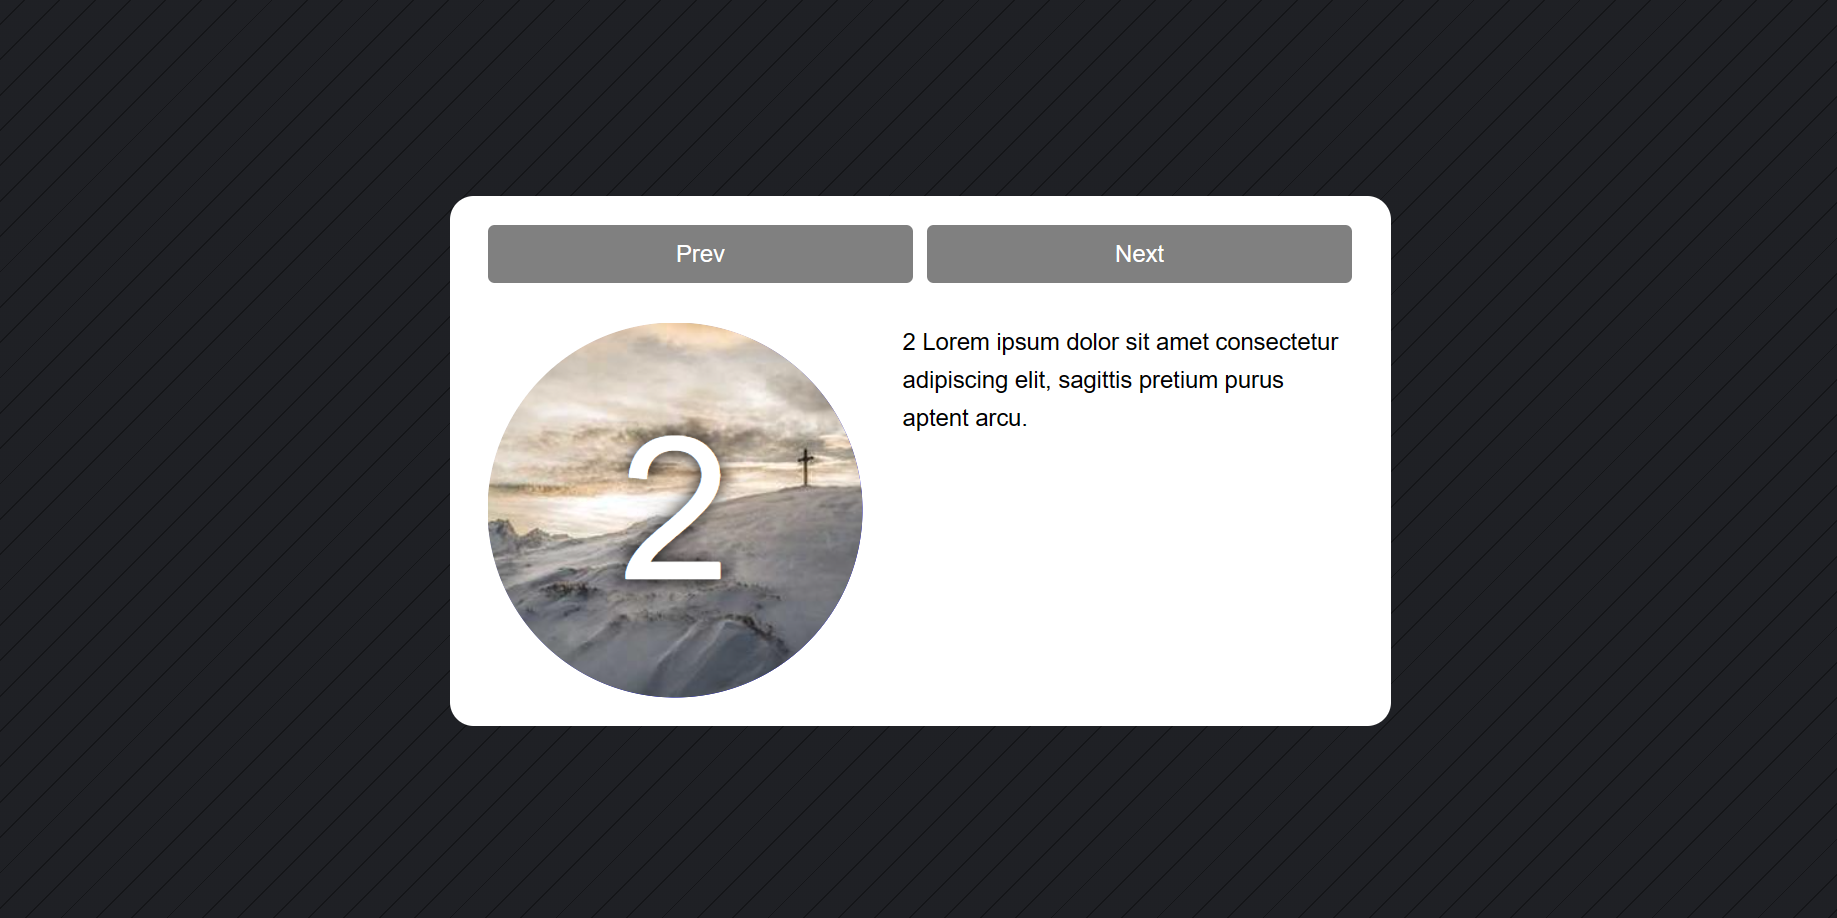 Prev
Next
2
2 Lorem ipsum dolor sit amet consectetur
adipiscing elit, sagittis pretium purus
aptent arcu.